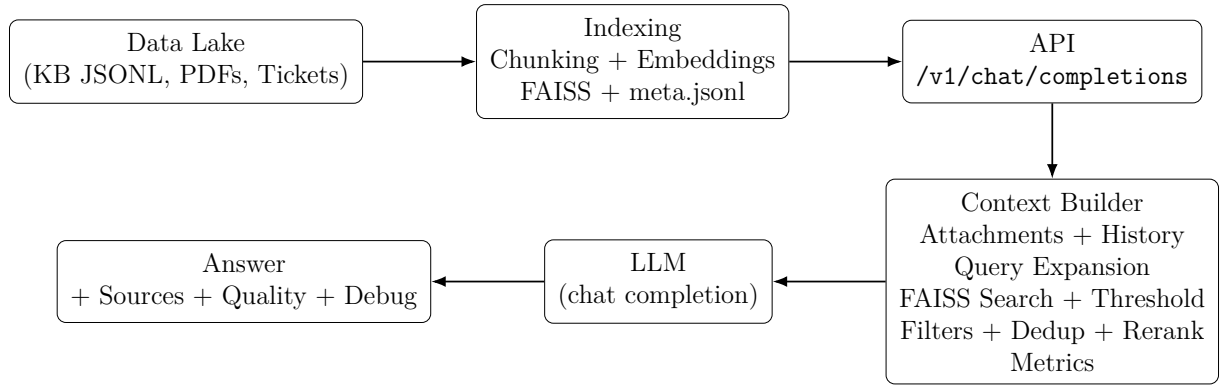 Data Lake
(KB JSONL, PDFs, Tickets)
Indexing
Chunking + Embeddings
FAISS + meta.jsonl
API
/v1/chat/completions
Context Builder
Attachments + History
Query Expansion
FAISS Search + Threshold
Filters + Dedup + Rerank
Metrics
LLM
(chat completion)
Answer
+ Sources + Quality + Debug